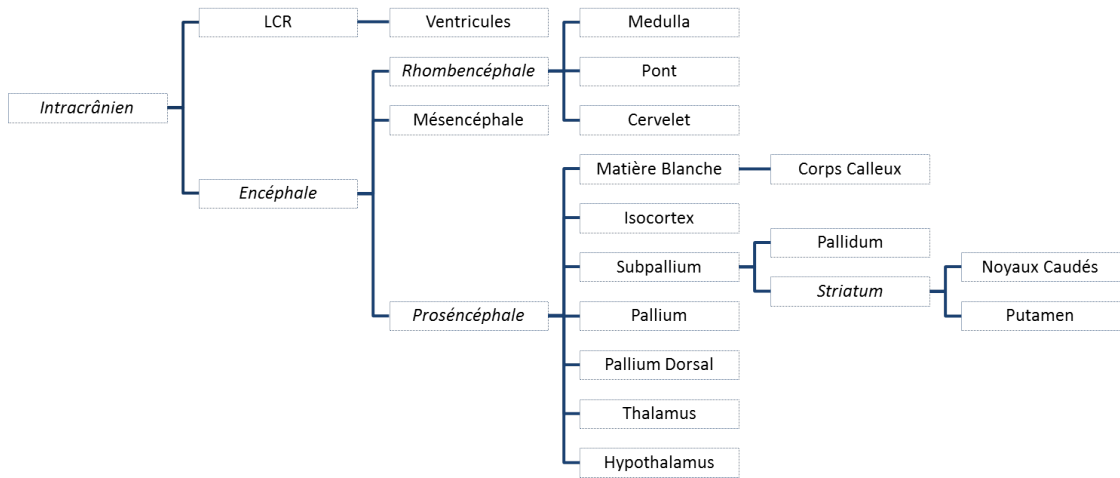 LCR
Ventricules
Medulla
Rhombencéphale
Pont
Intracrânien
Mésencéphale
Cervelet
Matière Blanche
Corps Calleux
Encéphale
Isocortex
Pallidum
Subpallium
Noyaux Caudés
Striatum
Proséncéphale
Pallium
Putamen
Pallium Dorsal
Thalamus
Hypothalamus